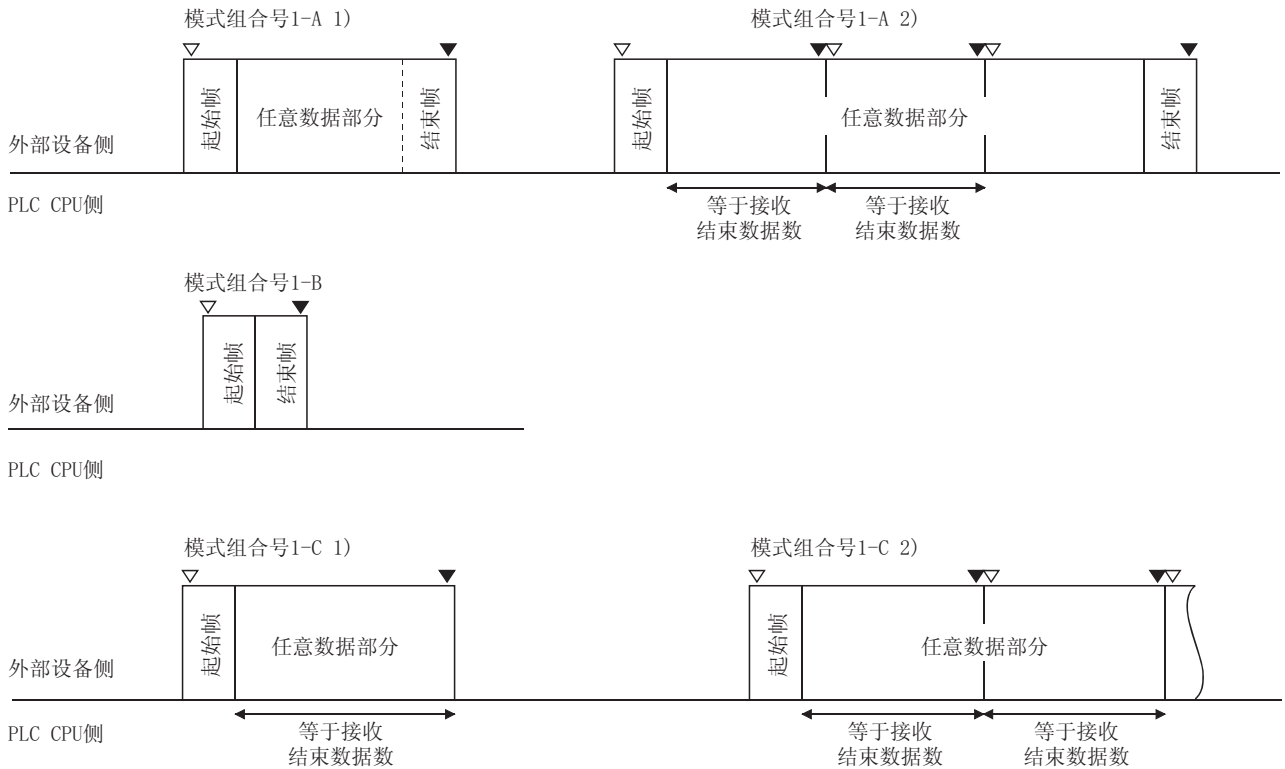 模式组合号1-A 1)
模式组合号1-A 2)
起始帧
任意数据部分
结束帧
起始帧
任意数据部分
结束帧
外部设备侧
PLC CPU侧
等于接收
结束数据数
等于接收
结束数据数
模式组合号1-B
起始帧
结束帧
外部设备侧
PLC CPU侧
模式组合号1-C 1)
模式组合号1-C 2)
起始帧
任意数据部分
起始帧
任意数据部分
外部设备侧
PLC CPU侧
等于接收
结束数据数
等于接收
结束数据数
等于接收
结束数据数